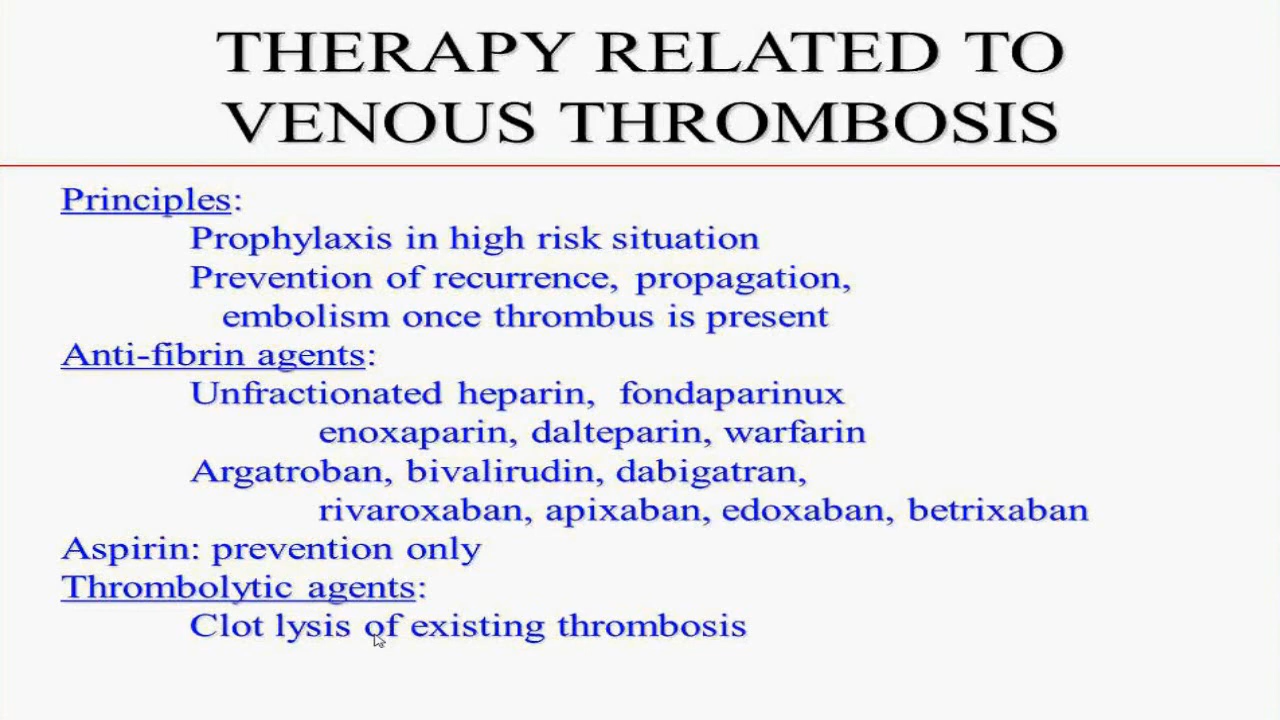 THERAPY RELATED TO
VENOUS THROMBOSIS
Principles:
Prophylaxis in high risk situation
Prevention of recurrence, propagation,
embolism once thrombus is present
Anti-fibrin agents:
Unfractionated heparin, fondaparinux
enoxaparin, dalteparin, warfarin
Argatroban, bivalirudin, dabigatran,
rivaroxaban, apixaban, edoxaban, betrixaban
Aspirin: prevention only
Thrombolytic agents:
Clot lysis of existing thrombosis